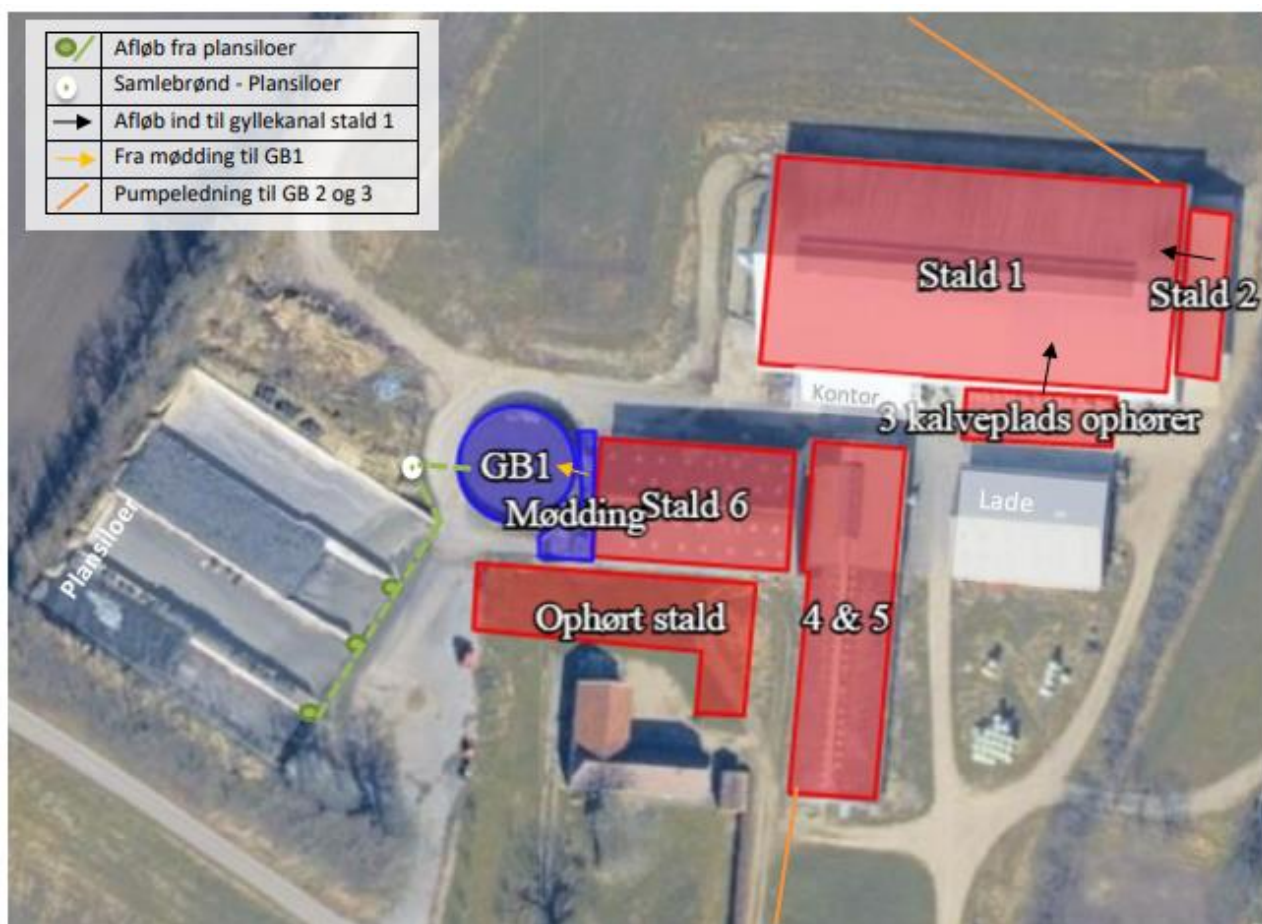 Afløb fra plansiloer
Samlebrønd - Plansiloer
Afløb ind til gyllekanal stald 1
Fra mødding til GB1
Pumpeledning til GB 2 og 3
Stald 1
Stald 2
Kontor
3 kalveplads ophører
GB1
Mødding
Stald 6
Lade
Plansiloer
Ophørt stald
4 & 5